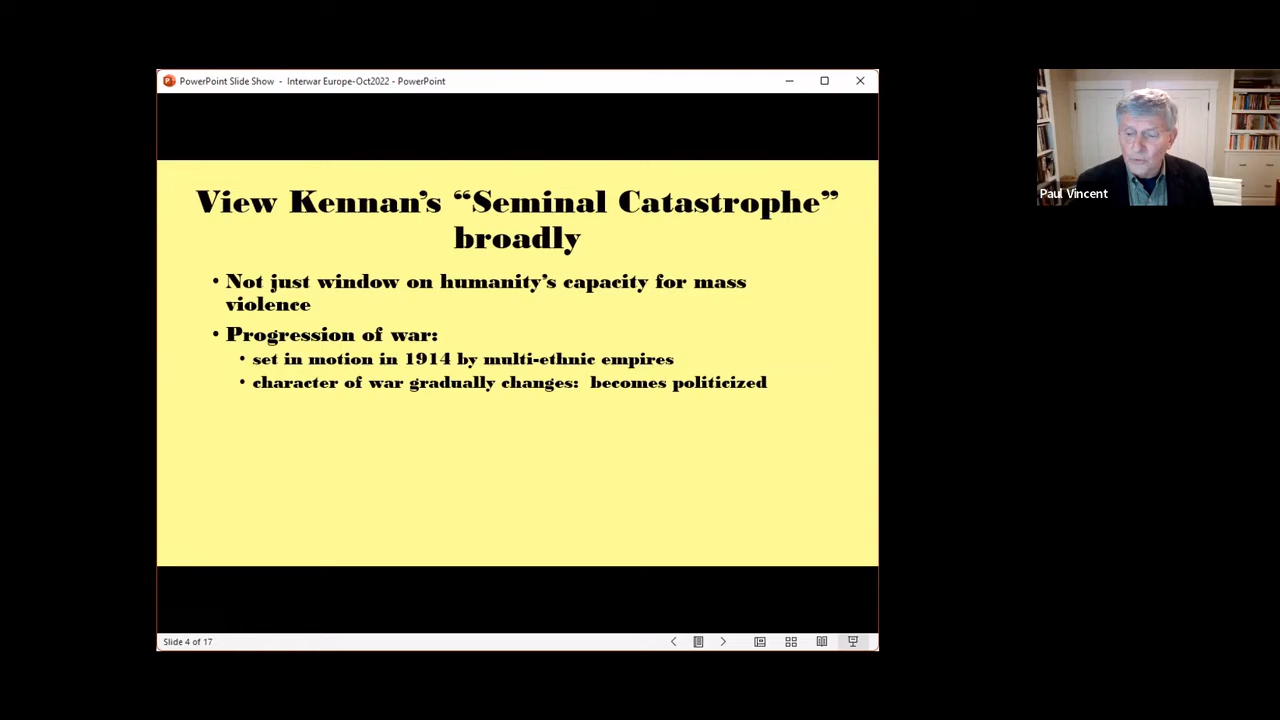 PowerPoint Slide Show - Interwar Europe-Oct2022 - PowerPoint
View Kennan's “Seminal Catastrophe”
broadly
• Not just window on humanity's capacity for mass
violence
• Progression of war:
• set in motion in 1914 by multi-ethnic empires
• character of war gradually changes: becomes politicized
Slide 4 of 17
Paul Vincent